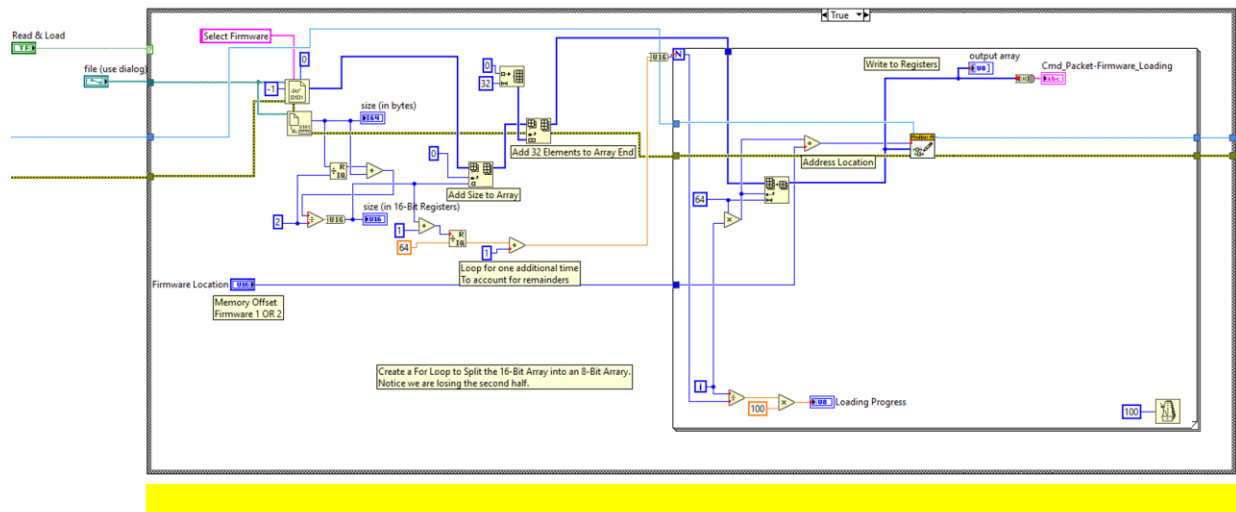 True
Read & Load
TF
Select Firmware
0
file (use dialog)
-1
size (in bytes)
I64
0
32
Add 32 Elements to Array End
0
Add Size to Array
2
U16
size (in 16-Bit Registers)
U16
1
64
1
Loop for one additional time
To account for remainders
Firmware Location
U16
Memory Offset
Firmware 1 OR 2
Create a For Loop to Split the 16-Bit Array into an 8-Bit Arrary.
Notice we are losing the second half.
U16
N
Write to Registers
output array
U8
Cmd_Packet-Firmware_Loading
abc
Address Location
64
i
100
U8
Loading Progress
100